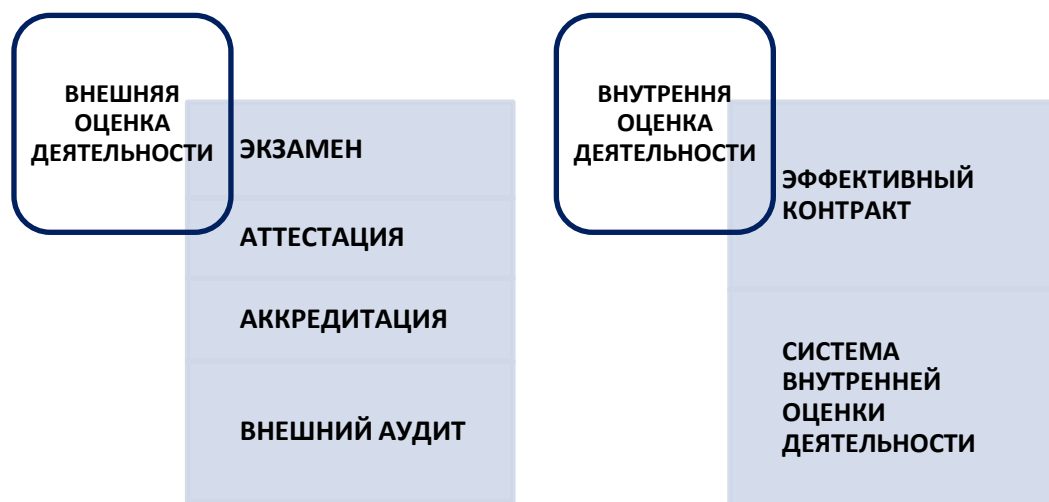 ВНЕШНЯЯ
ОЦЕНКА
ДЕЯТЕЛЬНОСТИ
ЭКЗАМЕН
АТТЕСТАЦИЯ
АККРЕДИТАЦИЯ
ВНЕШНИЙ АУДИТ
ВНУТРЕННЯ
ОЦЕНКА
ДЕЯТЕЛЬНОСТИ
ЭФФЕКТИВНЫЙ
КОНТРАКТ
СИСТЕМА
ВНУТРЕННЕЙ
ОЦЕНКИ
ДЕЯТЕЛЬНОСТИ